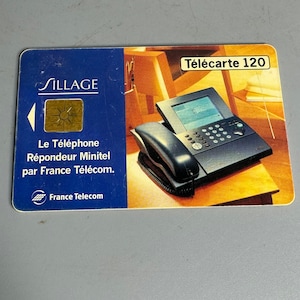 SILLAGE
Télécarte 120
Le Téléphone
Répondeur Minitel
par France Télécom.
France Telecom